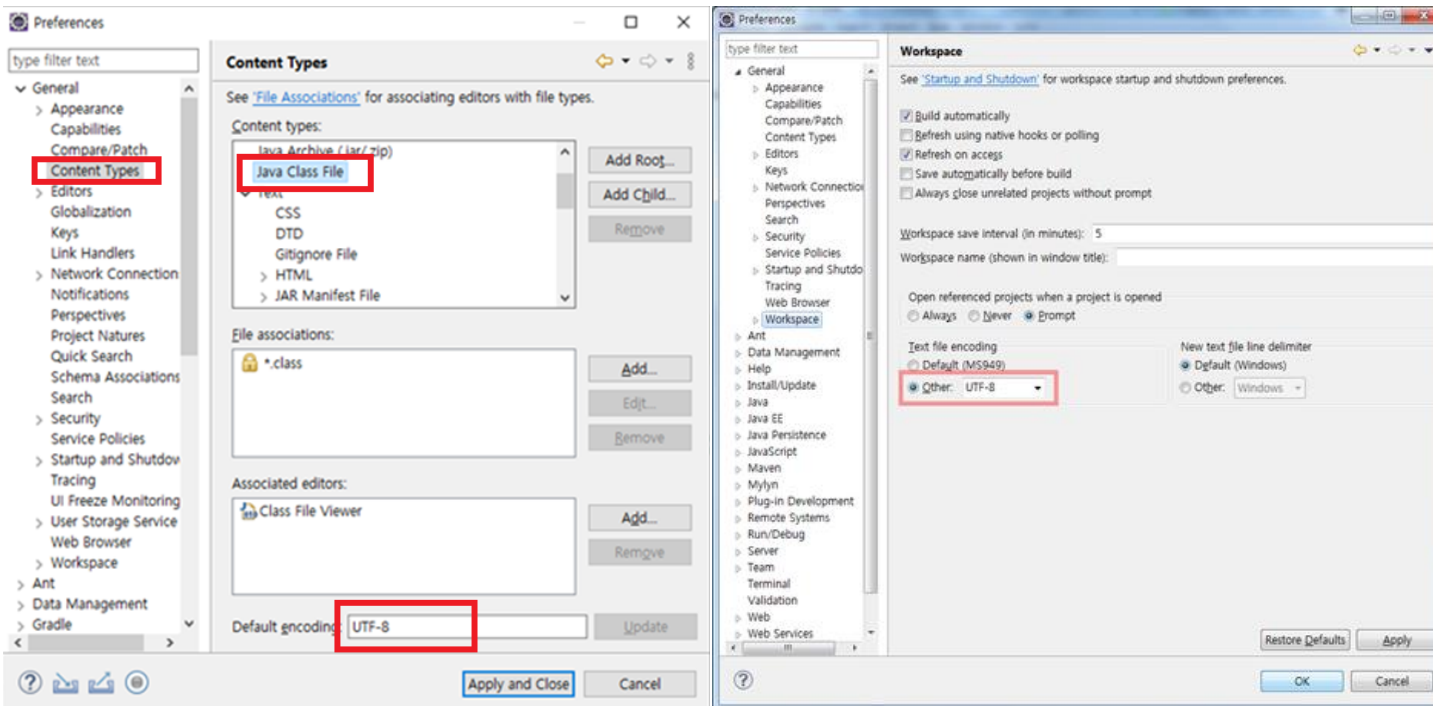 Preferences
type filter text
General
Appearance
Capabilities
Compare/Patch
Content Types
Editors
Globalization
Keys
Link Handlers
Network Connection
Notifications
Perspectives
Project Natures
Quick Search
Schema Associations
Search
Security
Service Policies
Startup and Shutdow
Tracing
UI Freeze Monitoring
User Storage Service
Web Browser
Workspace
Ant
Data Management
Gradle
Content Types
See 'File Associations' for associating editors with file types.
Content types:
Java Archive (.jar/.zip)
Java Class File
Text
CSS
DTD
Gitignore File
HTML
JAR Manifest File
Add Root...
Add Child...
Remove
File associations:
*.class
Add...
Edit...
Remove
Associated editors:
Class File Viewer
Add...
Remove
Default encoding: UTF-8
Update
Apply and Close
Cancel
Preferences
type filter text
General
Appearance
Capabilities
Compare/Patch
Content Types
Editors
Keys
Network Connectio
Perspectives
Search
Security
Service Policies
Startup and Shutdo
Tracing
Web Browser
Workspace
Ant
Data Management
Help
Install/Update
Java
Java EE
Java Persistence
JavaScript
Maven
Mylyn
Plug-in Development
Remote Systems
Run/Debug
Server
Team
Terminal
Validation
Web
Web Services
Workspace
See 'Startup and Shutdown' for workspace startup and shutdown preferences.
Build automatically
Refresh using native hooks or polling
Refresh on access
Save automatically before build
Always close unrelated projects without prompt
Workspace save interval (in minutes): 5
Workspace name (shown in window title):
Open referenced projects when a project is opened
Always Never Prompt
Text file encoding
Default (MS949)
Other: UTF-8
New text file line delimiter
Default (Windows)
Other: Windows
Restore Defaults
Apply
OK
Cancel